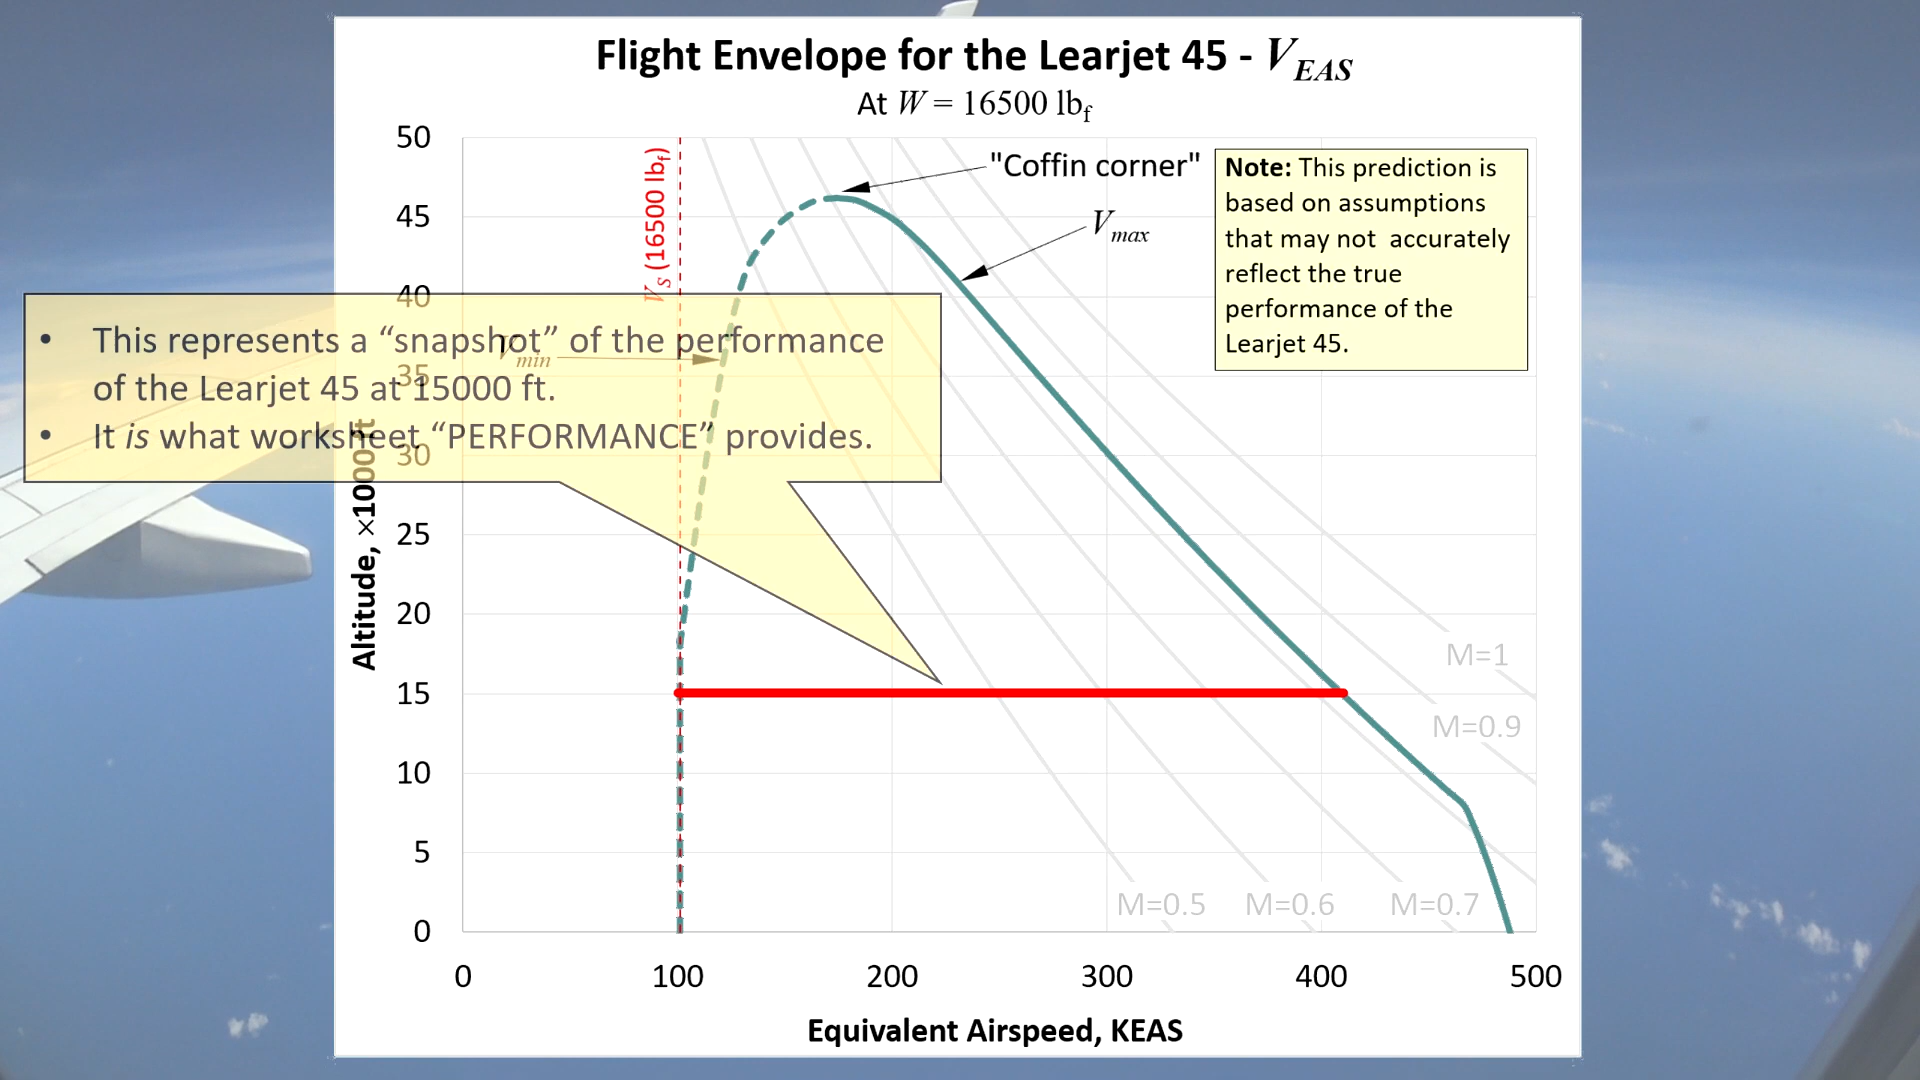 Flight Envelope for the Learjet 45 - VEAS
At W = 16500 lbf
50
45
40
35
30
25
20
15
10
5
0
Altitude, ×1000 ft
VS (16500 lbf)
"Coffin corner"
Vmax
Vmin
Note: This prediction is
based on assumptions
that may not accurately
reflect the true
performance of the
Learjet 45.
• This represents a “snapshot” of the performance
of the Learjet 45 at 15000 ft.
• It is what worksheet “PERFORMANCE” provides.
M=1
M=0.9
M=0.5 M=0.6 M=0.7
0 100 200 300 400 500
Equivalent Airspeed, KEAS